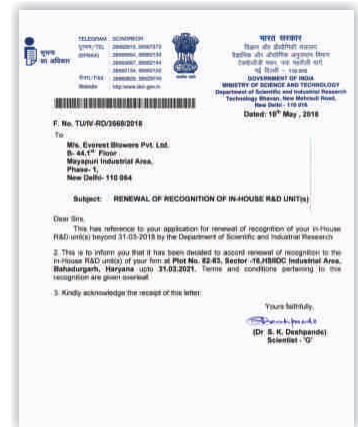 सूचना
का अधिकार
TELEGRAM : SCINDRECH
(EPABX)
Website : http:www.dsir.gov.in
भारत सरकार
विज्ञान और प्रौद्योगिकी मंत्रालय
GOVERNMENT OF INDIA
MINISTRY OF SCIENCE AND TECHNOLOGY
Department of Scientific and Industrial Research
Technology Bhavan, New Mehrauli Road,
New Delhi - 110 016
Dated: 10th May , 2018
F. No. TU/IV-RD/3568/2018
To
M/s. Everest Blowers Pvt. Ltd.
B- 44,1st Floor
Mayapuri Industrial Area,
Phase- 1,
New Delhi- 110 064
Subject: RENEWAL OF RECOGNITION OF IN-HOUSE R&D UNIT(s)
Dear Sirs,
This has reference to your application for renewal of recognition of your in-House
R&D unit(s) beyond 31-03-2018 by the Department of Scientific and Industrial Research
2. This is to inform you that it has been decided to accord renewal of recognition to the
in-House R&D unit(s) of your firm at Plot No. 62-63, Sector -16,HSIIDC Industrial Area,
Bahadurgarh, Haryana upto 31.03.2021. Terms and conditions pertaining to this
recognition are given overleaf.
3. Kindly acknowledge the receipt of this letter.
Yours faithfully,
(Dr S. K. Deshpande)
Scientist - 'G'